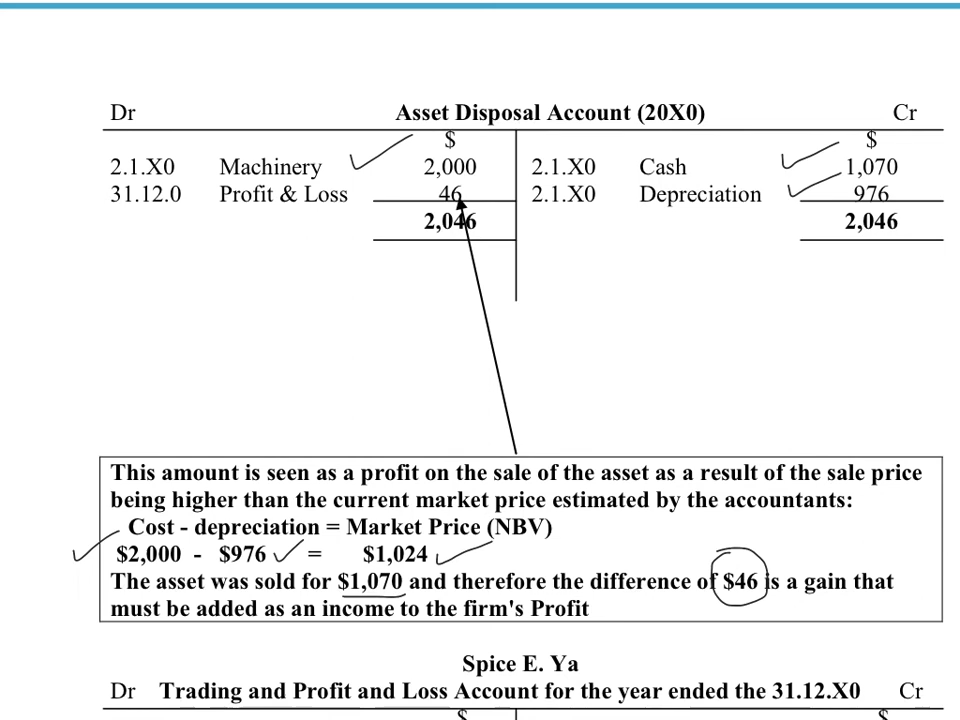 Dr Asset Disposal Account (20X0) Cr
$ $
2.1.X0 Machinery 2,000 2.1.X0 Cash 1,070
31.12.0 Profit & Loss 46 2.1.X0 Depreciation 976
2,046 2,046
This amount is seen as a profit on the sale of the asset as a result of the sale price
being higher than the current market price estimated by the accountants:
Cost - depreciation = Market Price (NBV)
$2,000 - $976 = $1,024
The asset was sold for $1,070 and therefore the difference of $46 is a gain that
must be added as an income to the firm's Profit
Spice E. Ya
Dr Trading and Profit and Loss Account for the year ended the 31.12.X0 Cr
$ $